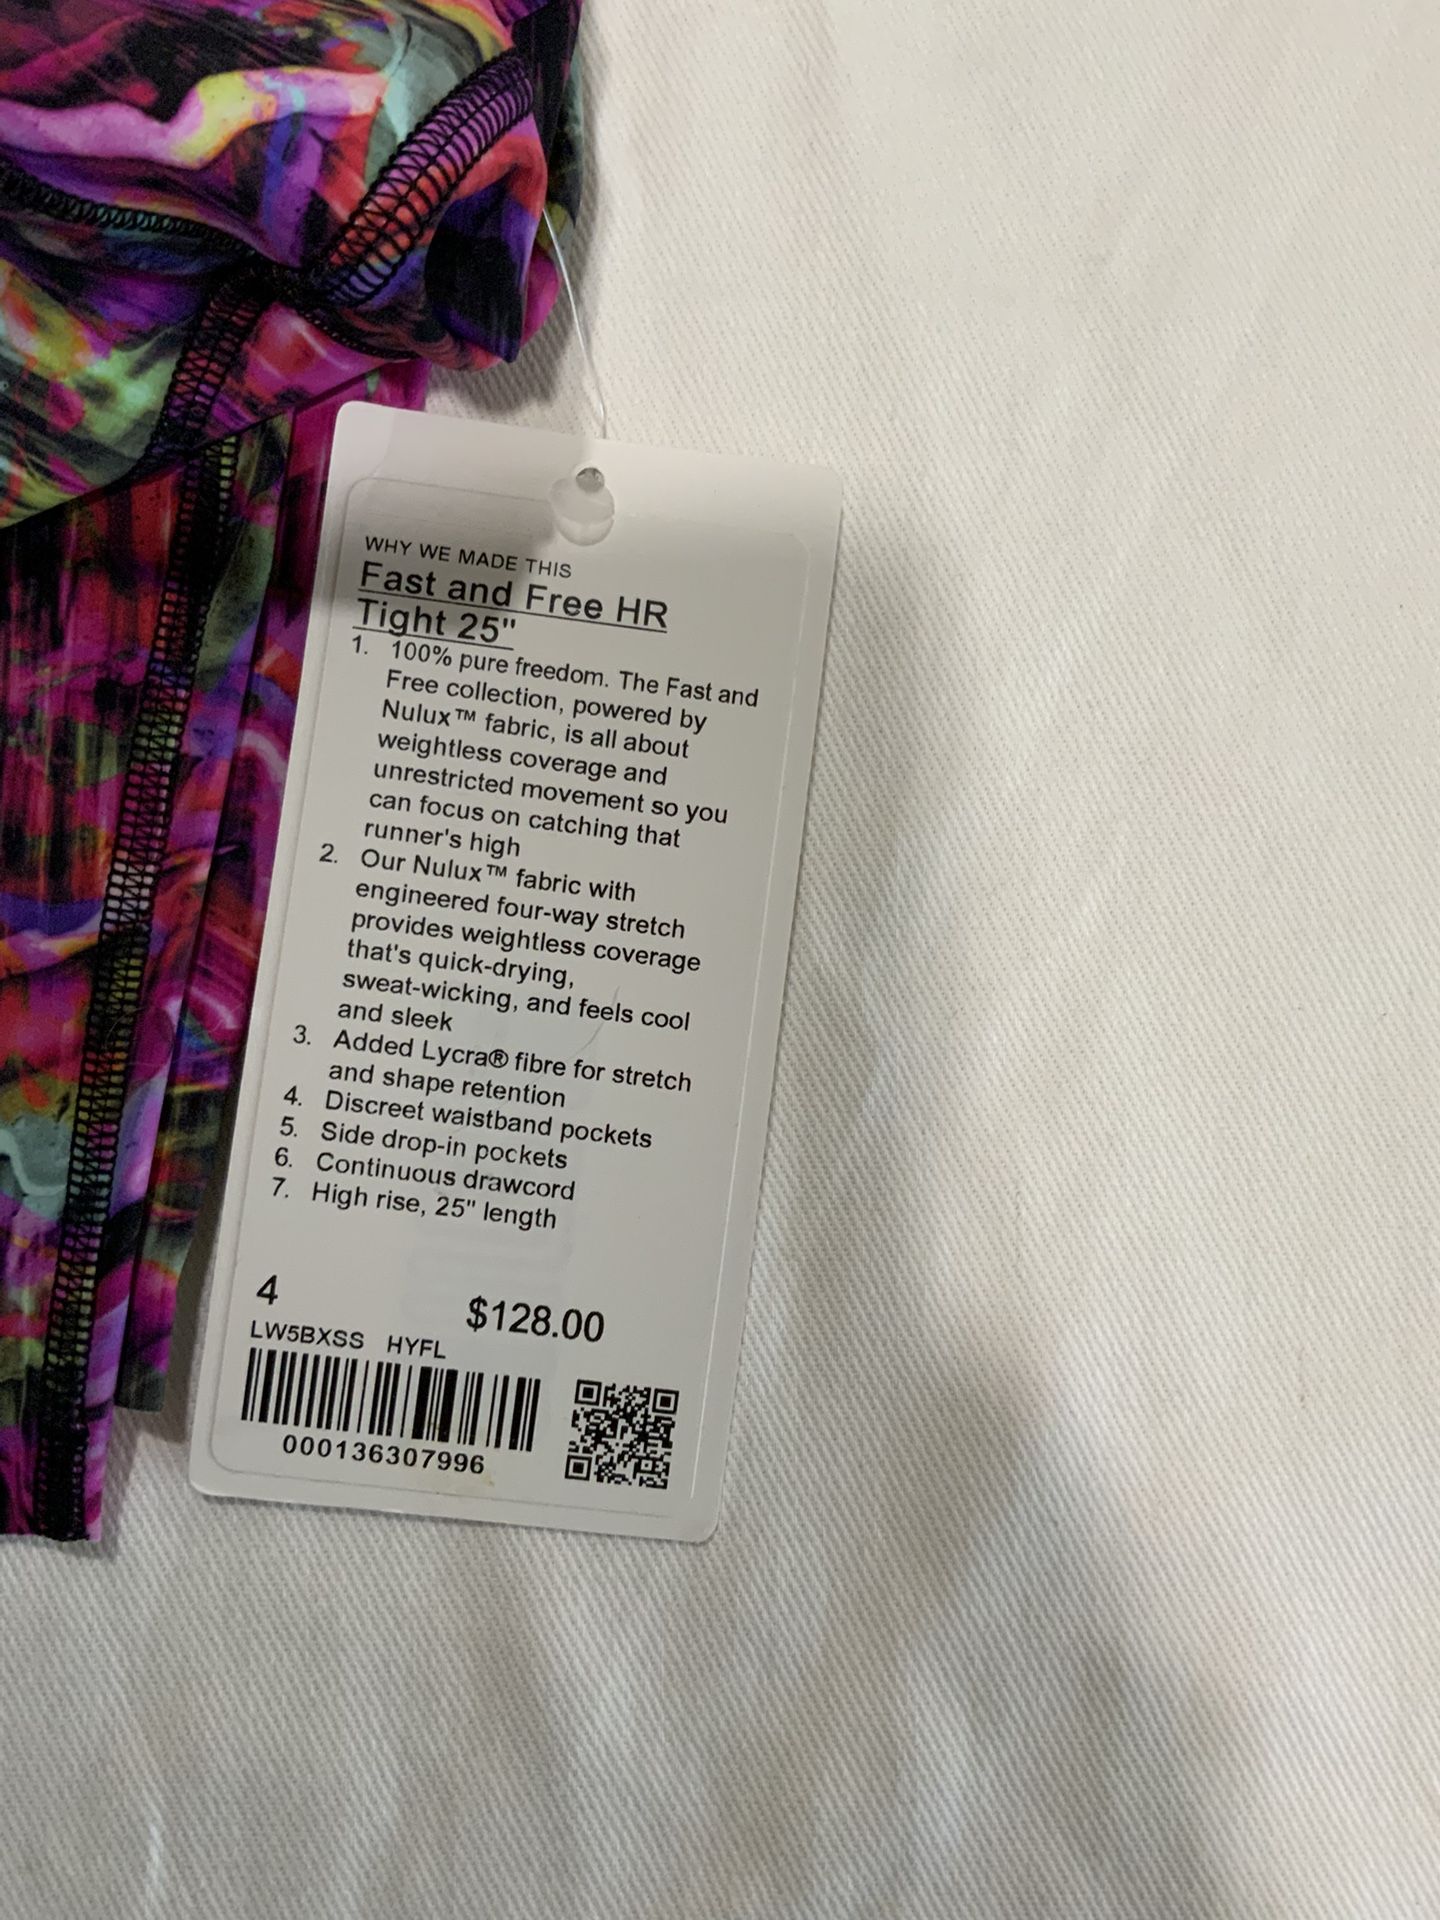 WHY WE MADE THIS
Fast and Free HR
Tight 25"
1. 100% pure freedom. The Fast and
Free collection, powered by
Nulux™ fabric, is all about
weightless coverage and
unrestricted movement so you
can focus on catching that
runner's high
2. Our Nulux™ fabric with
engineered four-way stretch
provides weightless coverage
that's quick-drying,
sweat-wicking, and feels cool
and sleek
3. Added Lycra® fibre for stretch
and shape retention
4. Discreet waistband pockets
5. Side drop-in pockets
6. Continuous drawcord
7. High rise, 25" length
4 $128.00
LW5BXSS HYFL
000136307996